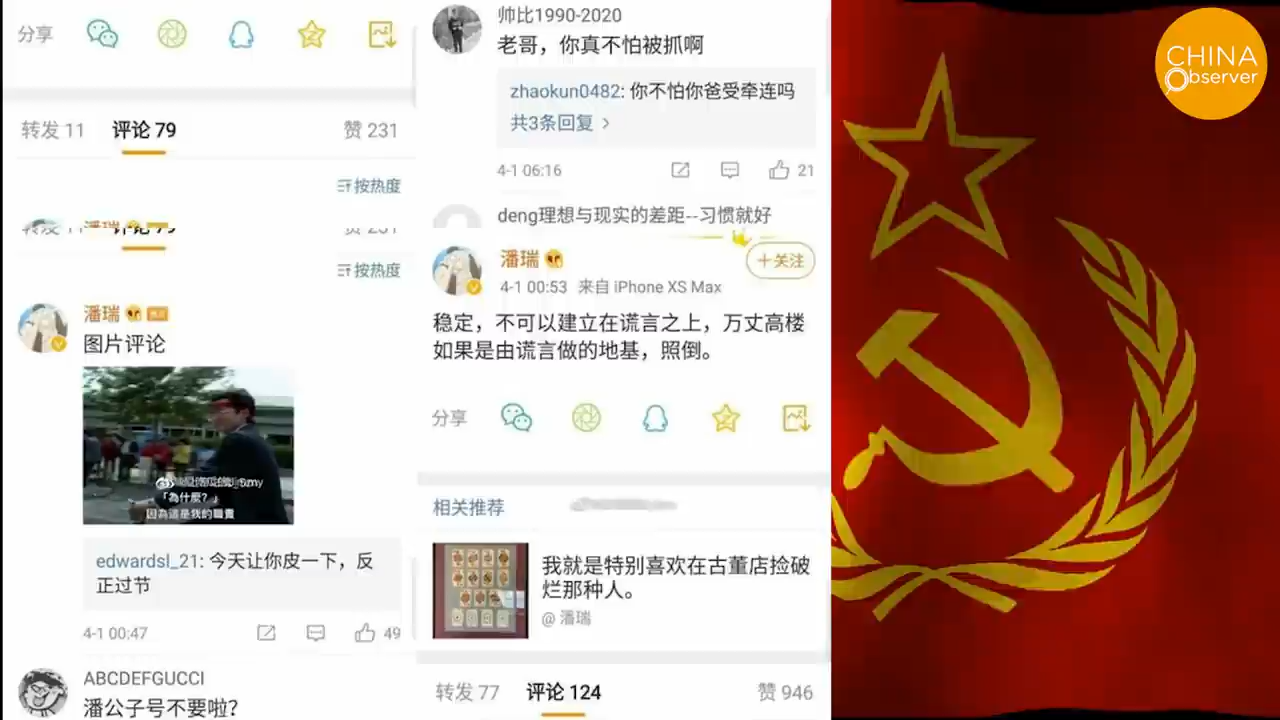 分享
转发 11 评论 79 赞 231
按热度
按热度
潘瑞
图片评论
「為什麼？」
因為這是我的職責
edwardsl_21: 今天让你皮一下，反
正过节
4-1 00:47 49
ABCDEFGUCCI
潘公子号不要啦？
帅比1990-2020
老哥，你真不怕被抓啊
zhaokun0482: 你不怕你爸受牵连吗
共3条回复 >
4-1 06:16 21
deng理想与现实的差距--习惯就好
潘瑞
+关注
4-1 00:53 来自 iPhone XS Max
稳定，不可以建立在谎言之上，万丈高楼
如果是由谎言做的地基，照倒。
分享
相关推荐
我就是特别喜欢在古董店捡破
烂那种人。
@ 潘瑞
转发 77 评论 124 赞 946
CHINA
Observer